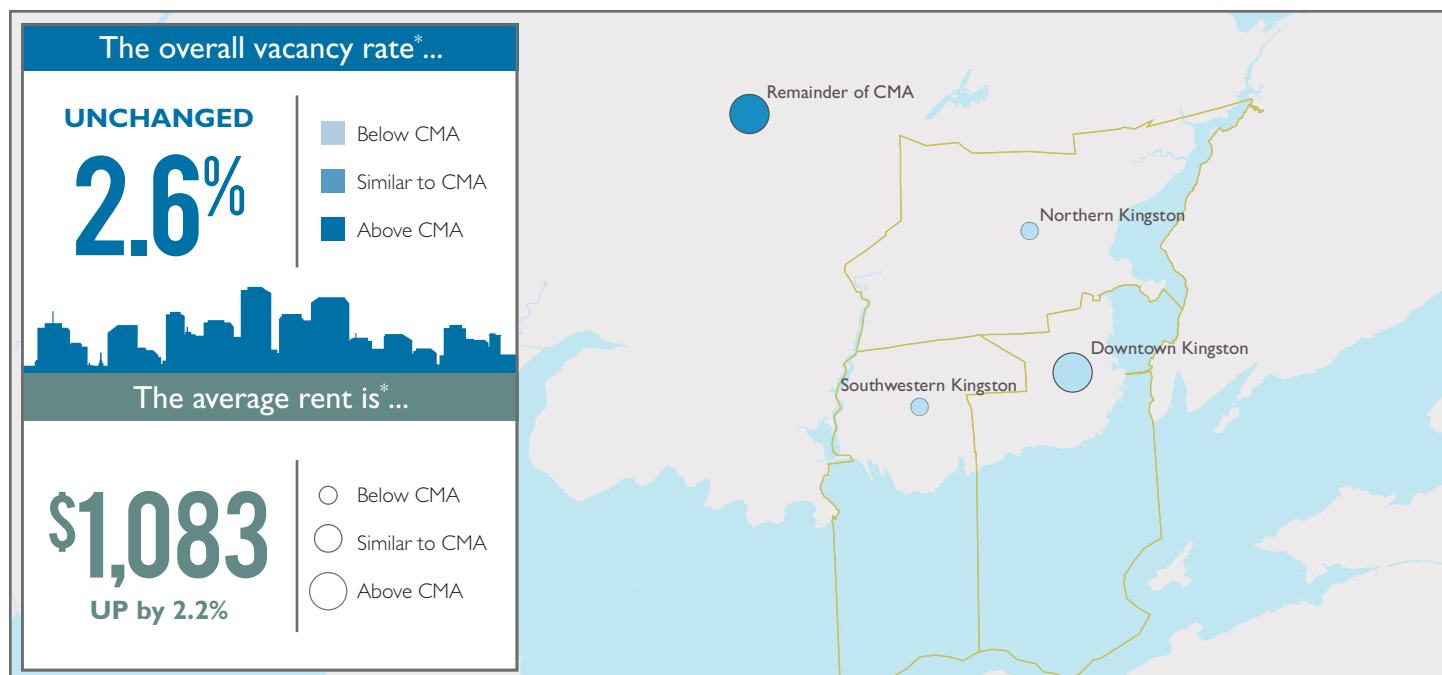 The overall vacancy rate*...
UNCHANGED
2.6%
Below CMA
Similar to CMA
Above CMA
The average rent is*...
$1,083
UP by 2.2%
Below CMA
Similar to CMA
Above CMA
Remainder of CMA
Northern Kingston
Downtown Kingston
Southwestern Kingston